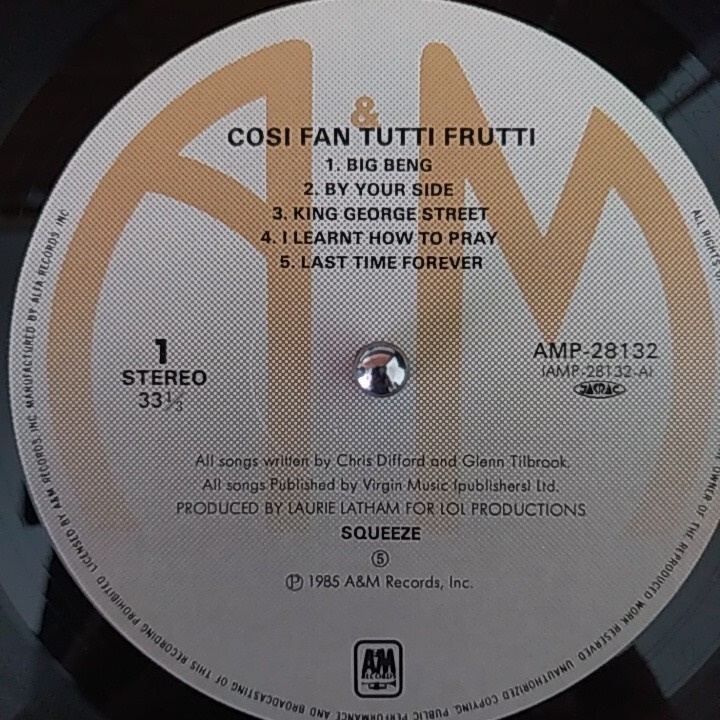 &
COSI FAN TUTTI FRUTTI
1. BIG BENG
2. BY YOUR SIDE
3. KING GEORGE STREET
4. I LEARNT HOW TO PRAY
5. LAST TIME FOREVER
1
STEREO
33 1/3
AMP-28132
(AMP-28132-A)
JASRAC
All songs written by Chris Difford and Glenn Tilbrook.
All songs Published by Virgin Music (publishers) Ltd.
PRODUCED BY LAURIE LATHAM FOR LOL PRODUCTIONS
SQUEEZE
⑤
Ⓟ 1985 A&M Records, Inc.
A&M
RECORDS
ALL RIGHTS
OWNER OF THE REPRODUCED WORK RESERVED. UNAUTHORIZED COPYING, PUBLIC PERFORMANCE AND BROADCASTING OF THIS RECORDING PROHIBITED. LICENSED BY A&M RECORDS INC. MANUFACTURED BY ALFA RECORDS INC